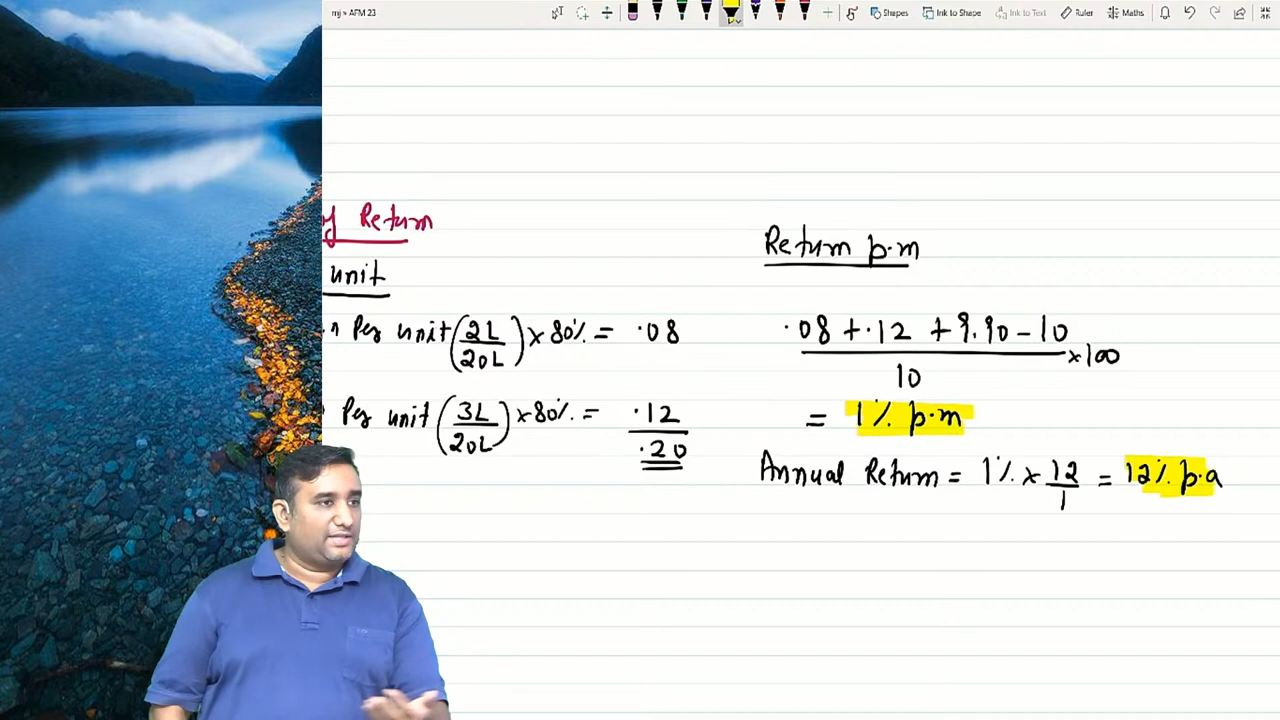 mj » AFM 23
Shapes
Ink to Shape
Ink to Text
Ruler
Maths
of Return
unit
Per unit (2L/20L) × 80% = .08
Per unit (3L/20L) × 80% = .12
.20
Return p.m
.08 + .12 + 9.90 - 10
10
×100
= 1% p.m
Annual Return = 1% × 12/1 = 12% p.a